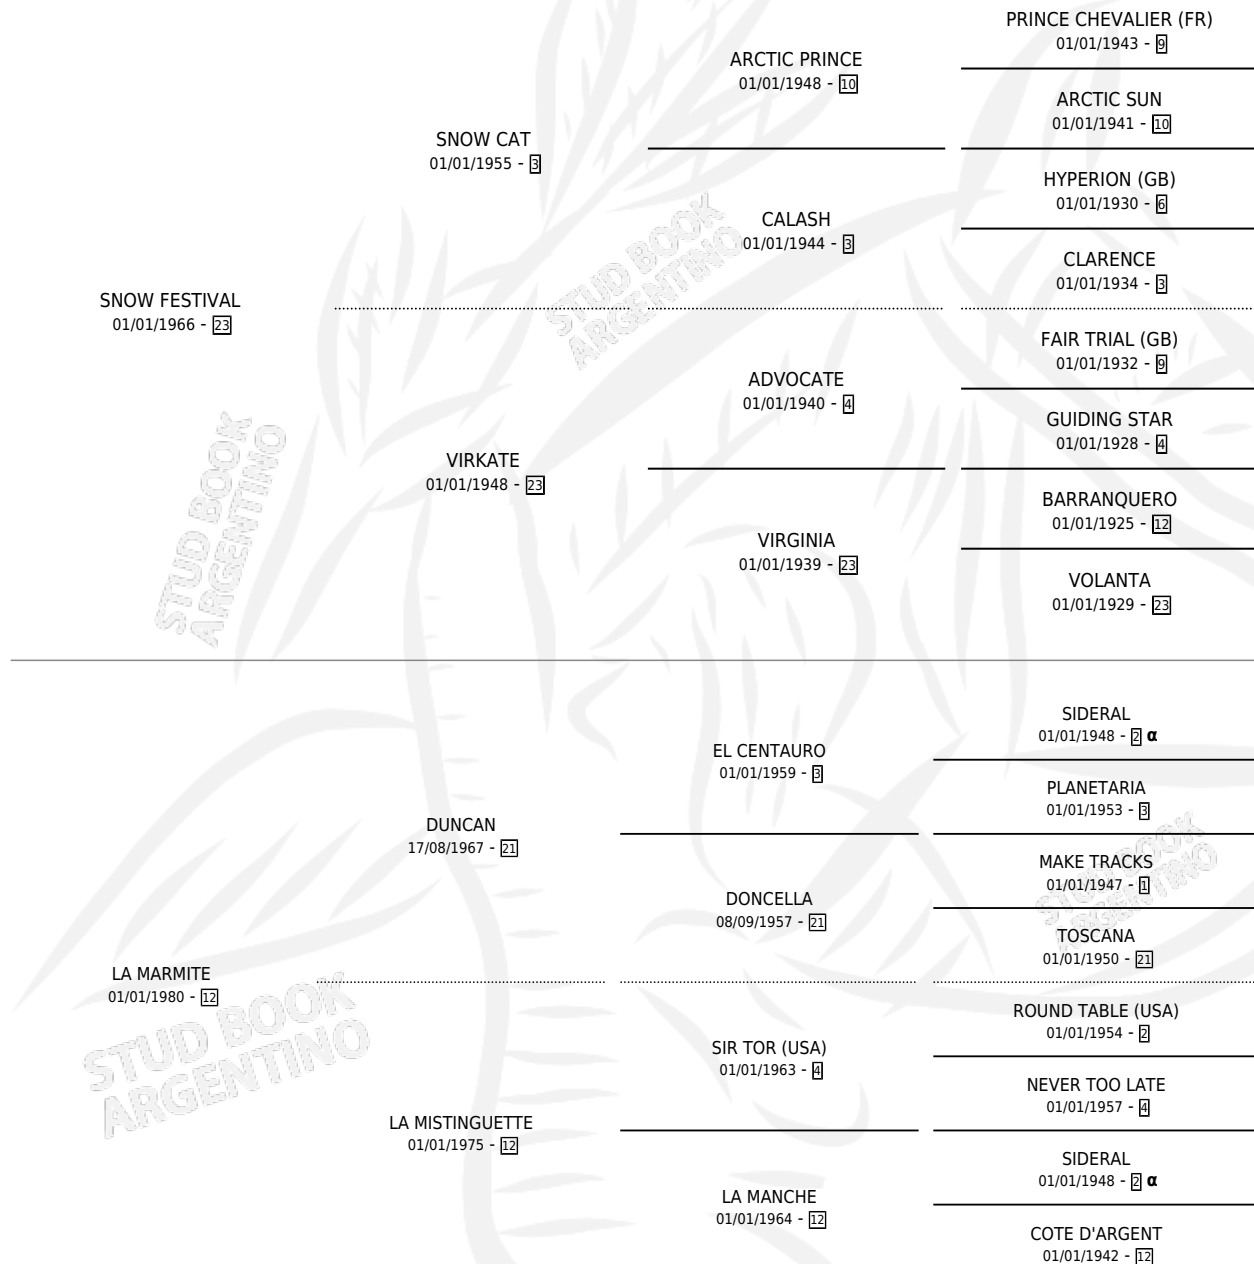 PRINCE CHEVALIER (FR)
01/01/1943 - 9
ARCTIC PRINCE
01/01/1948 - 10
ARCTIC SUN
01/01/1941 - 10
SNOW CAT
01/01/1955 - 3
HYPERION (GB)
01/01/1930 - 6
CALASH
01/01/1944 - 3
CLARENCE
01/01/1934 - 3
SNOW FESTIVAL
01/01/1966 - 23
FAIR TRIAL (GB)
01/01/1932 - 9
ADVOCATE
01/01/1940 - 4
GUIDING STAR
01/01/1928 - 4
VIRKATE
01/01/1948 - 23
BARRANQUERO
01/01/1925 - 12
VIRGINIA
01/01/1939 - 23
VOLANTA
01/01/1929 - 23
SIDERAL
01/01/1948 - 2 α
EL CENTAURO
01/01/1959 - 3
PLANETARIA
01/01/1953 - 3
DUNCAN
17/08/1967 - 21
MAKE TRACKS
01/01/1947 - 1
DONCELLA
08/09/1957 - 21
TOSCANA
01/01/1950 - 21
LA MARMITE
01/01/1980 - 12
ROUND TABLE (USA)
01/01/1954 - 2
SIR TOR (USA)
01/01/1963 - 4
NEVER TOO LATE
01/01/1957 - 4
LA MISTINGUETTE
01/01/1975 - 12
SIDERAL
01/01/1948 - 2 α
LA MANCHE
01/01/1964 - 12
COTE D'ARGENT
01/01/1942 - 12
STUD BOOK
ARGENTINO
STUD BOOK
ARGENTINO
STUD BOOK
ARGENTINO
STUD BOOK
ARGENTINO